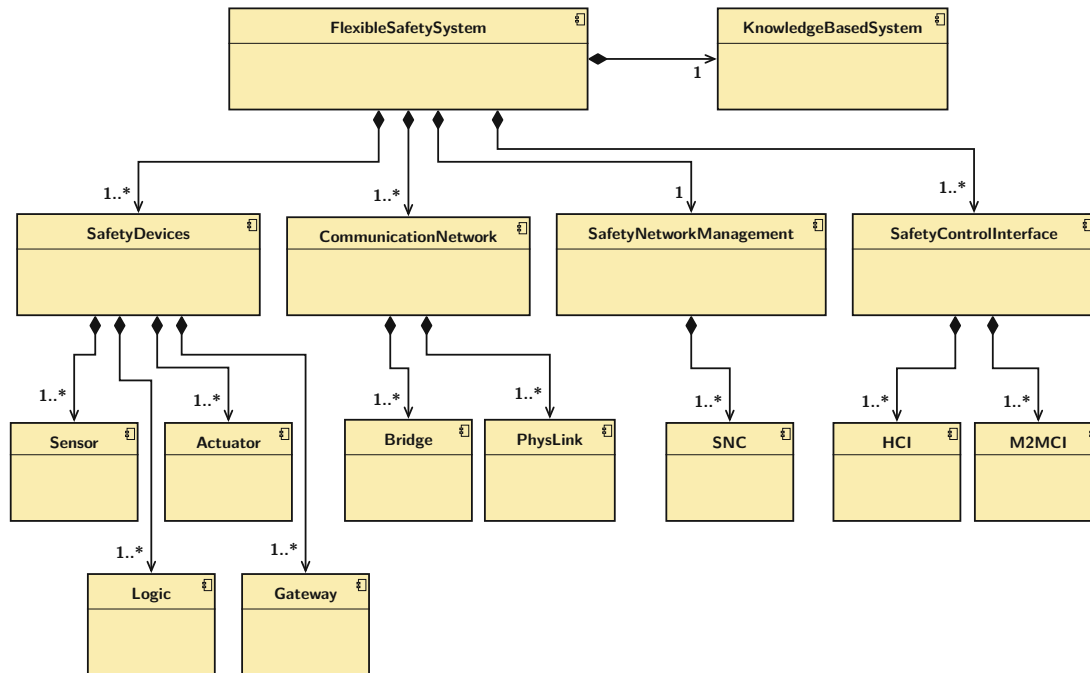 FlexibleSafetySystem
KnowledgeBasedSystem
1
1..*
1..*
1
1..*
SafetyDevices
CommunicationNetwork
SafetyNetworkManagement
SafetyControlInterface
1..*
1..*
1..*
1..*
1..*
1..*
1..*
Sensor
Actuator
Bridge
PhysLink
SNC
HCI
M2MCI
1..*
1..*
Logic
Gateway